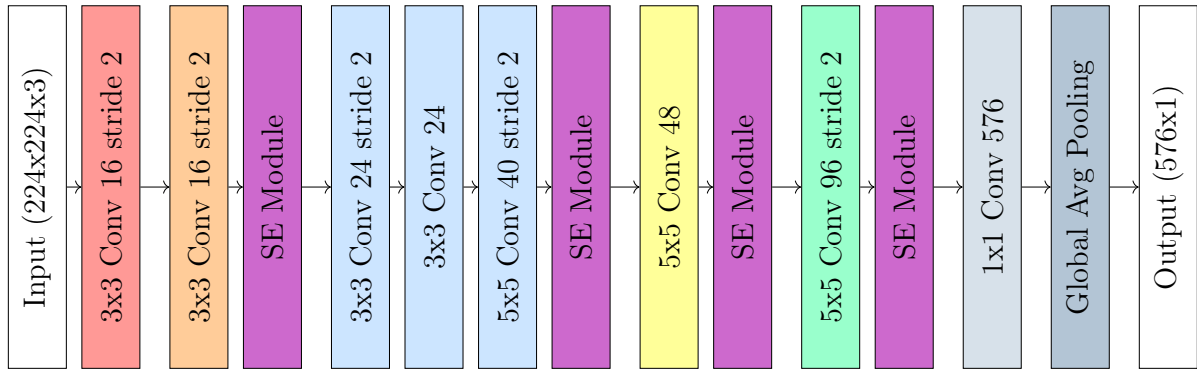 Input (224x224x3)
3x3 Conv 16 stride 2
3x3 Conv 16 stride 2
SE Module
3x3 Conv 24 stride 2
3x3 Conv 24
5x5 Conv 40 stride 2
SE Module
5x5 Conv 48
SE Module
5x5 Conv 96 stride 2
SE Module
1x1 Conv 576
Global Avg Pooling
Output (576x1)